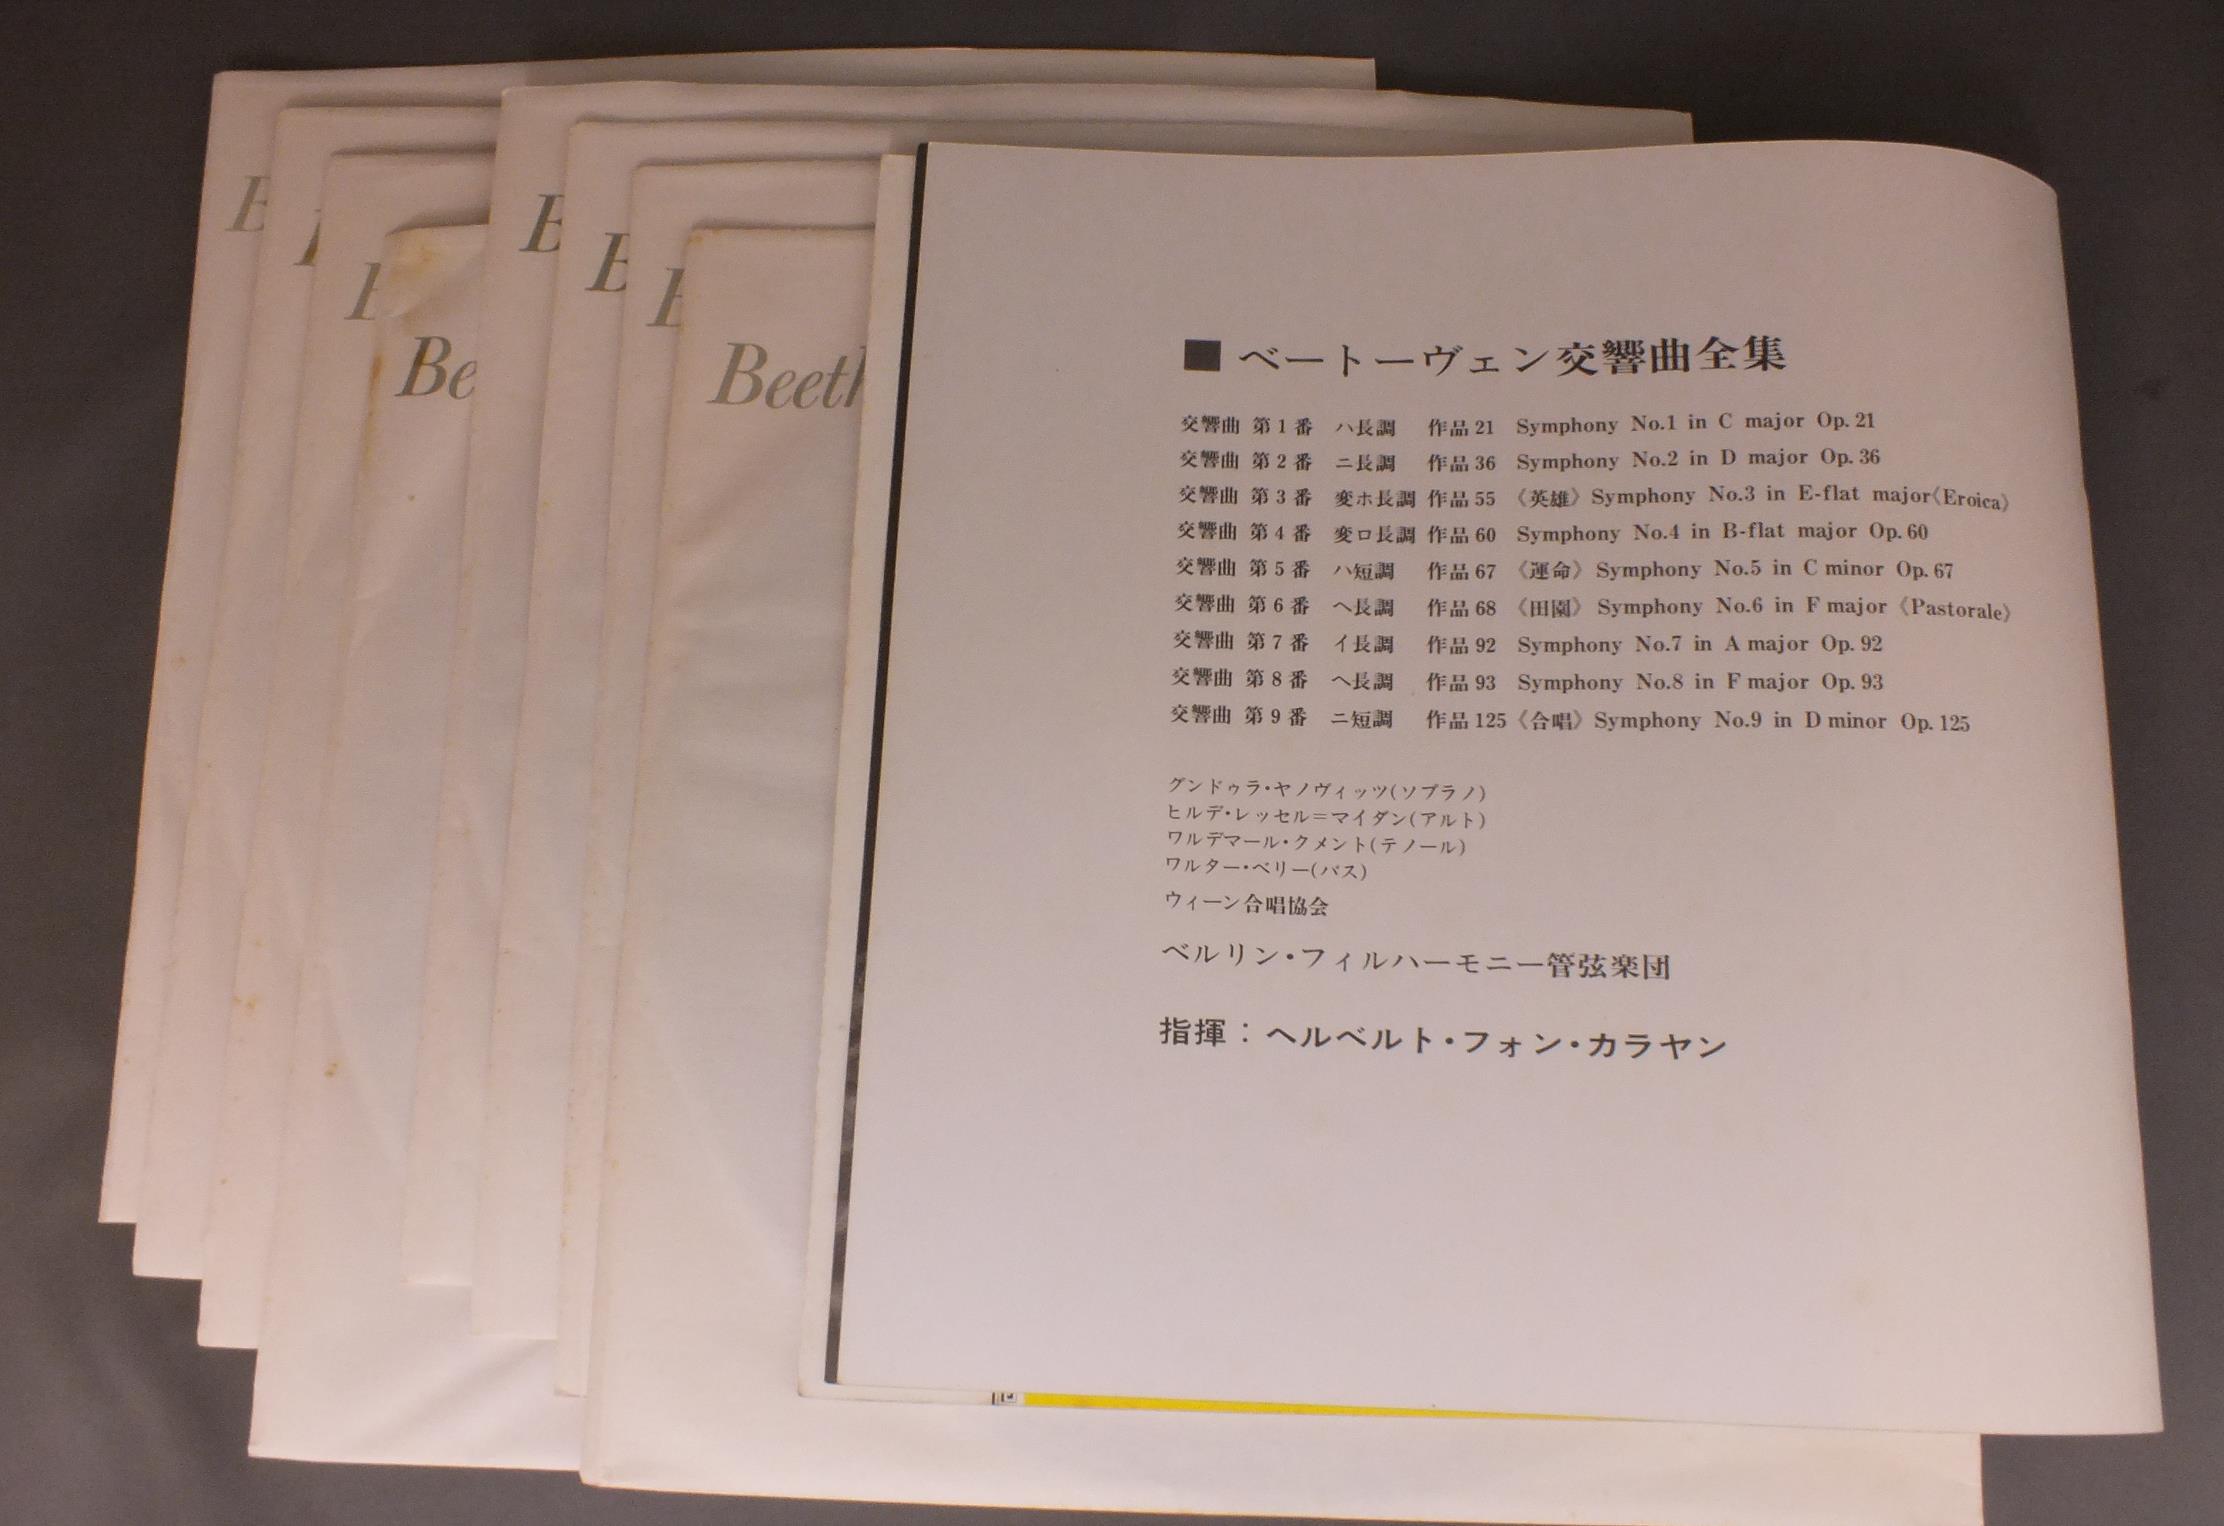 B
B
B
Be
B
B
B
Beeth
■ ベートーヴェン交響曲全集
交響曲 第1番 ハ長調 作品21 Symphony No.1 in C major Op.21
交響曲 第2番 ニ長調 作品36 Symphony No.2 in D major Op.36
交響曲 第3番 変ホ長調 作品55 《英雄》 Symphony No.3 in E-flat major《Eroica》
交響曲 第4番 変ロ長調 作品60 Symphony No.4 in B-flat major Op.60
交響曲 第5番 ハ短調 作品67 《運命》 Symphony No.5 in C minor Op.67
交響曲 第6番 ヘ長調 作品68 《田園》 Symphony No.6 in F major 《Pastorale》
交響曲 第7番 イ長調 作品92 Symphony No.7 in A major Op.92
交響曲 第8番 ヘ長調 作品93 Symphony No.8 in F major Op.93
交響曲 第9番 ニ短調 作品125 《合唱》 Symphony No.9 in D minor Op.125
グンドゥラ・ヤノヴィッツ(ソプラノ)
ヒルデ・レッセル=マイダン(アルト)
ワルデマール・クメント(テノール)
ワルター・ベリー(バス)
ウィーン合唱協会
ベルリン・フィルハーモニー管弦楽団
指揮：ヘルベルト・フォン・カラヤン